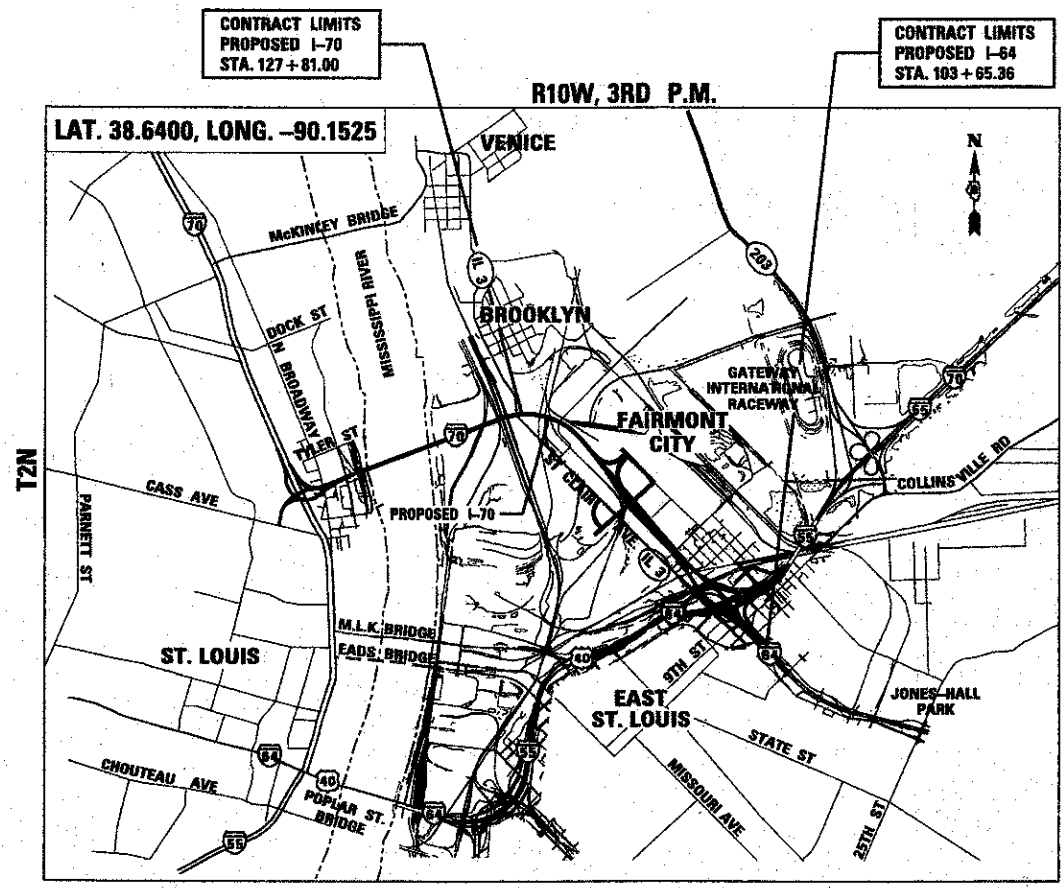 CONTRACT LIMITS
PROPOSED I-70
STA. 127 + 81.00
CONTRACT LIMITS
PROPOSED I-64
STA. 103 + 65.36
R10W, 3RD P.M.
LAT. 38.6400, LONG. -90.1525
VENICE
N
70
McKINLEY BRIDGE
MISSISSIPPI RIVER
IL 3
203
BROOKLYN
DOCK ST
N BROADWAY
GATEWAY
INTERNATIONAL
RACEWAY
70
55
TYLER ST
70
FAIRMONT
CITY
T2N
CASS AVE
PARNETT ST
PROPOSED I-70
ST CLAIR AVE.
IL 3
COLLINSVILLE RD
55
64
M.L.K. BRIDGE
EADS BRIDGE
ST. LOUIS
40
9TH ST
64
EAST
ST. LOUIS
JONES-HALL
PARK
STATE ST
MISSOURI AVE
25TH ST
55
64
40
CHOUTEAU AVE
POPLAR ST.
BRIDGE
64
55